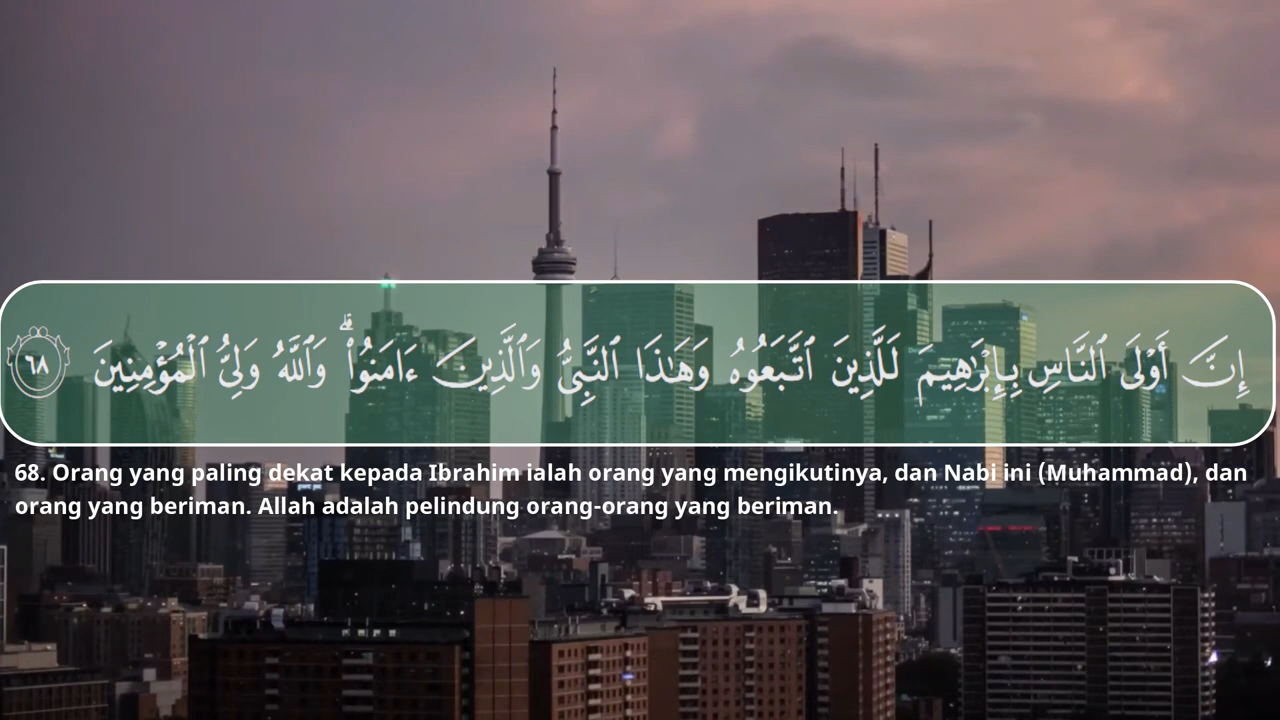 إِنَّ أَوْلَى ٱلنَّاسِ بِإِبْرَٰهِيمَ لَلَّذِينَ ٱتَّبَعُوهُ وَهَـٰذَا ٱلنَّبِىُّ وَٱلَّذِينَ ءَامَنُوا۟ ۗ وَٱللَّهُ وَلِىُّ ٱلْمُؤْمِنِينَ ٦٨
68. Orang yang paling dekat kepada Ibrahim ialah orang yang mengikutinya, dan Nabi ini (Muhammad), dan
orang yang beriman. Allah adalah pelindung orang-orang yang beriman.